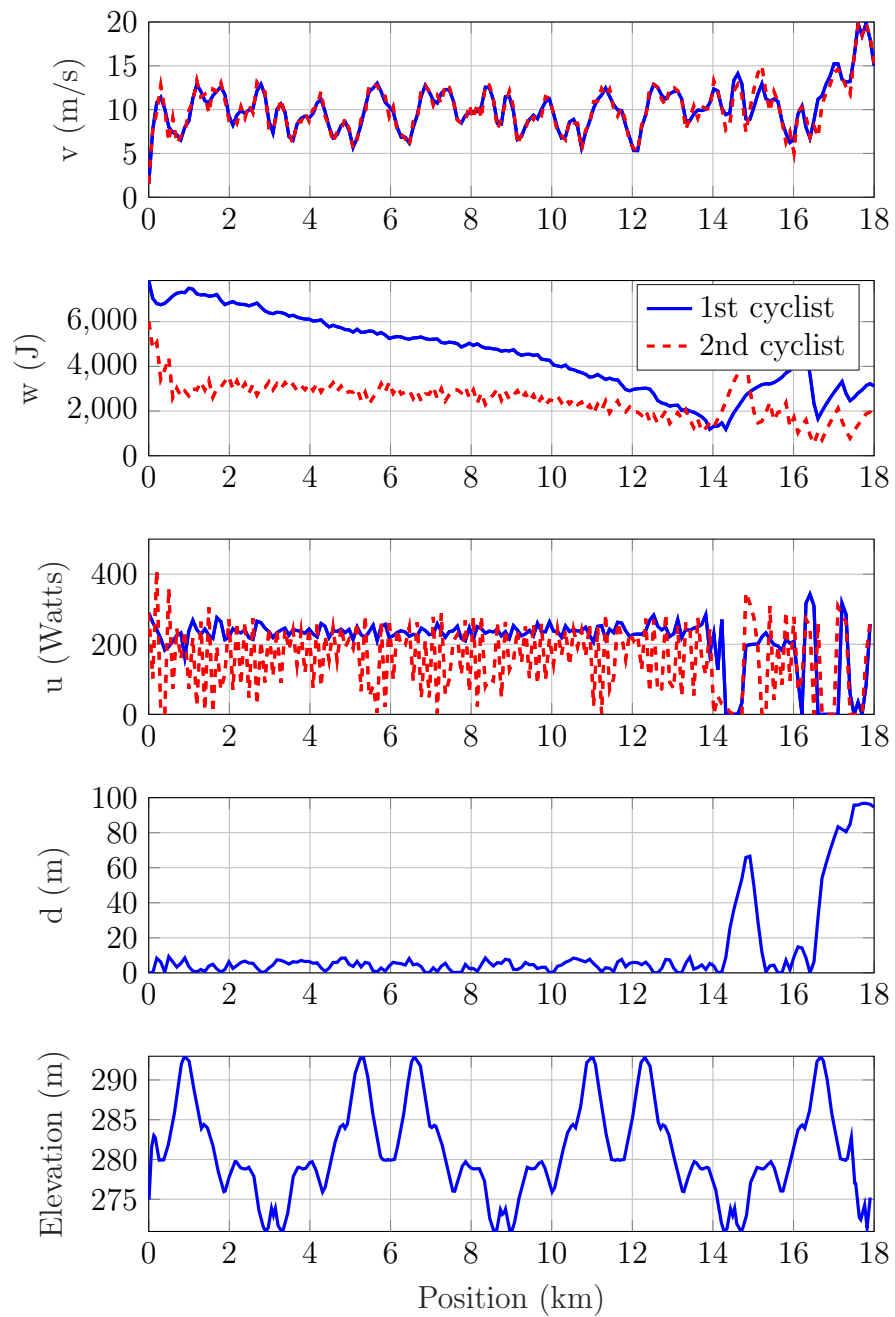 v (m/s)
20
15
10
5
0
0 2 4 6 8 10 12 14 16 18
w (J)
6,000
4,000
2,000
0
1st cyclist
2nd cyclist
0 2 4 6 8 10 12 14 16 18
u (Watts)
400
200
0
0 2 4 6 8 10 12 14 16 18
d (m)
100
80
60
40
20
0
0 2 4 6 8 10 12 14 16 18
Elevation (m)
290
285
280
275
0 2 4 6 8 10 12 14 16 18
Position (km)